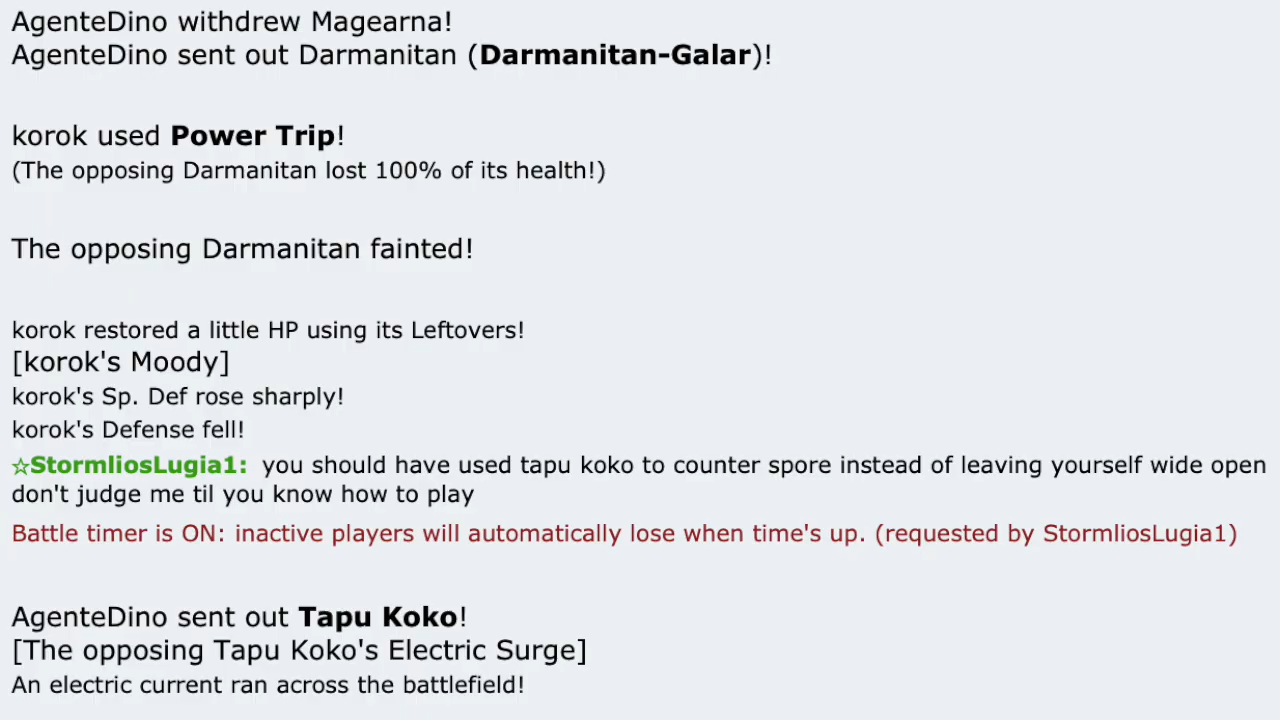 AgenteDino withdrew Magearna!
AgenteDino sent out Darmanitan (Darmanitan-Galar)!
korok used Power Trip!
(The opposing Darmanitan lost 100% of its health!)
The opposing Darmanitan fainted!
korok restored a little HP using its Leftovers!
[korok's Moody]
korok's Sp. Def rose sharply!
korok's Defense fell!
☆StormliosLugia1: you should have used tapu koko to counter spore instead of leaving yourself wide open
don't judge me til you know how to play
Battle timer is ON: inactive players will automatically lose when time's up. (requested by StormliosLugia1)
AgenteDino sent out Tapu Koko!
[The opposing Tapu Koko's Electric Surge]
An electric current ran across the battlefield!